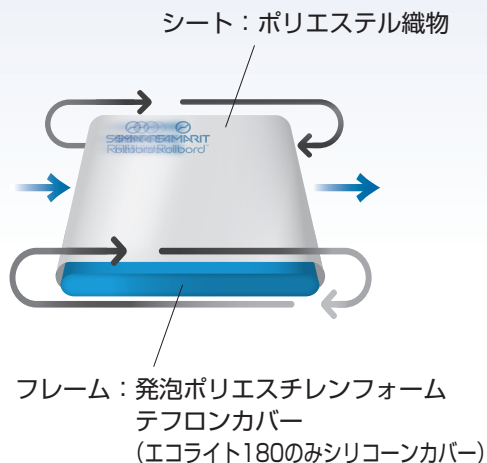 シート：ポリエステル織物
SAMARIT
Rollbord
フレーム：発泡ポリエスチレンフォーム
テフロンカバー
（エコライト180のみシリコーンカバー）